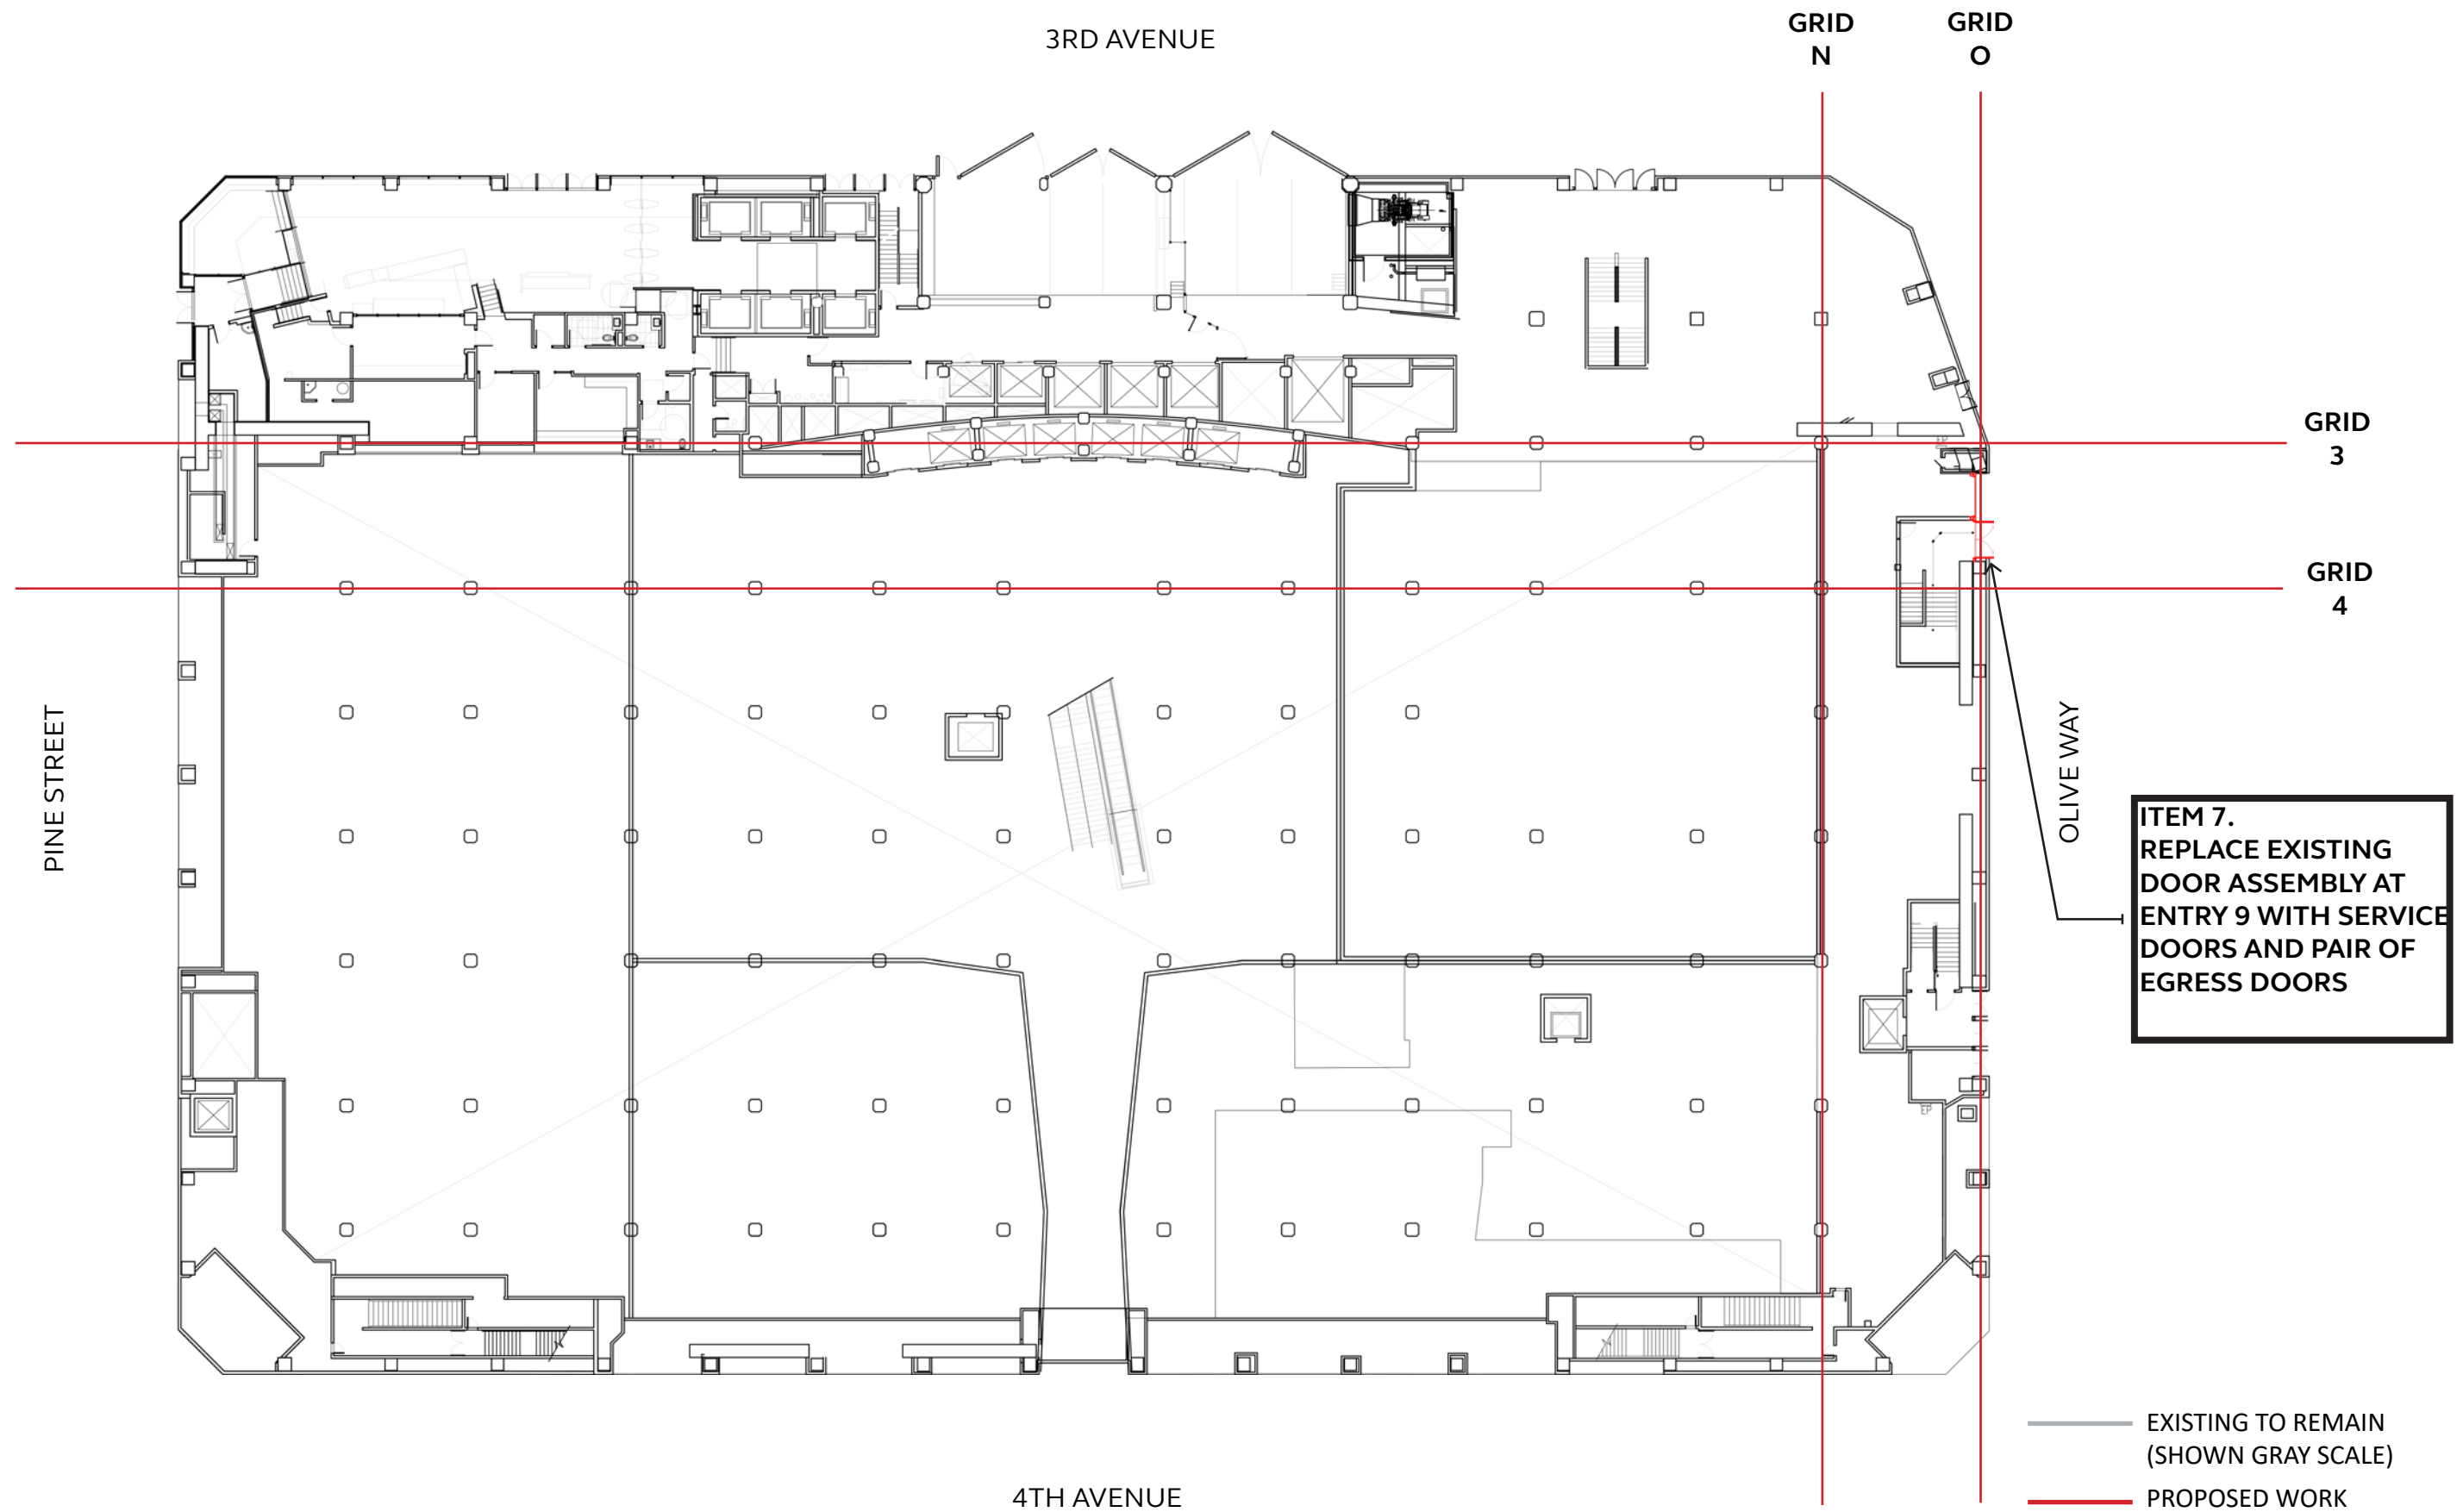 3RD AVENUE
GRID
N
GRID
O
GRID
3
GRID
4
PINE STREET
OLIVE WAY
ITEM 7.
REPLACE EXISTING
DOOR ASSEMBLY AT
ENTRY 9 WITH SERVICE
DOORS AND PAIR OF
EGRESS DOORS
EXISTING TO REMAIN
(SHOWN GRAY SCALE)
PROPOSED WORK
4TH AVENUE